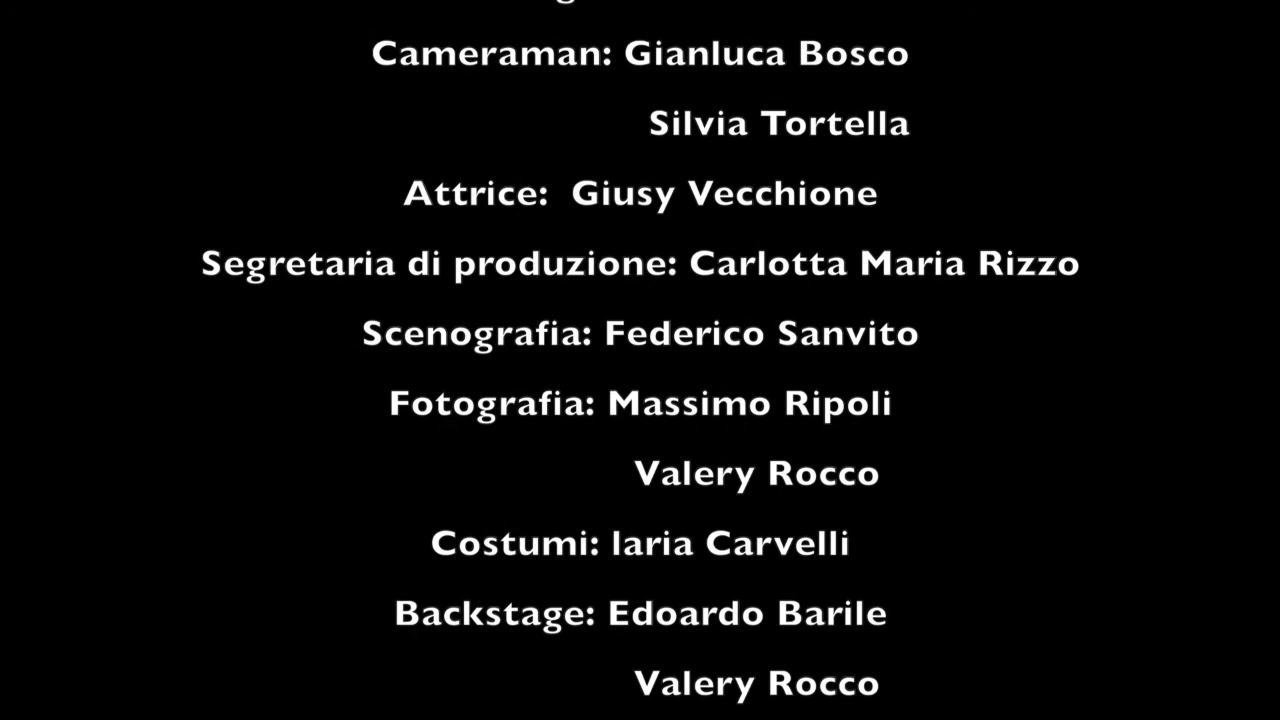 Cameraman: Gianluca Bosco
Silvia Tortella
Attrice: Giusy Vecchione
Segretaria di produzione: Carlotta Maria Rizzo
Scenografia: Federico Sanvito
Fotografia: Massimo Ripoli
Valery Rocco
Costumi: Iaria Carvelli
Backstage: Edoardo Barile
Valery Rocco